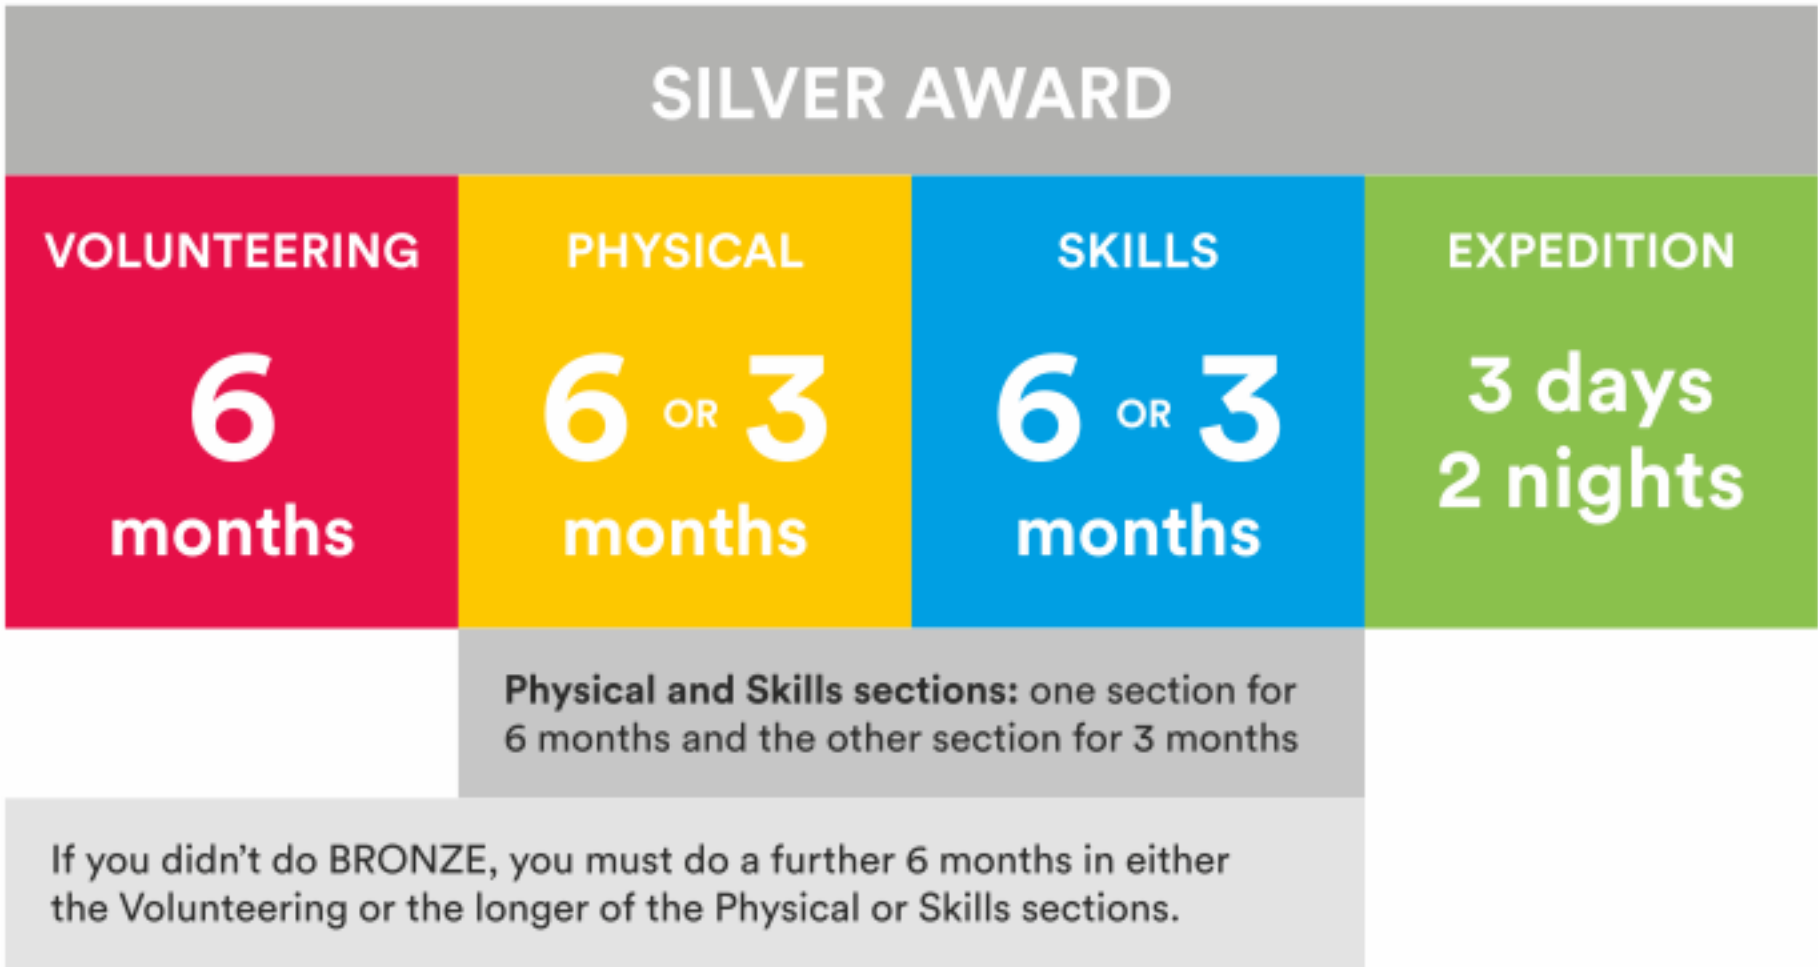 SILVER AWARD
VOLUNTEERING
6
months
PHYSICAL
6 OR 3
months
SKILLS
6 OR 3
months
EXPEDITION
3 days
2 nights
Physical and Skills sections: one section for
6 months and the other section for 3 months
If you didn't do BRONZE, you must do a further 6 months in either
the Volunteering or the longer of the Physical or Skills sections.